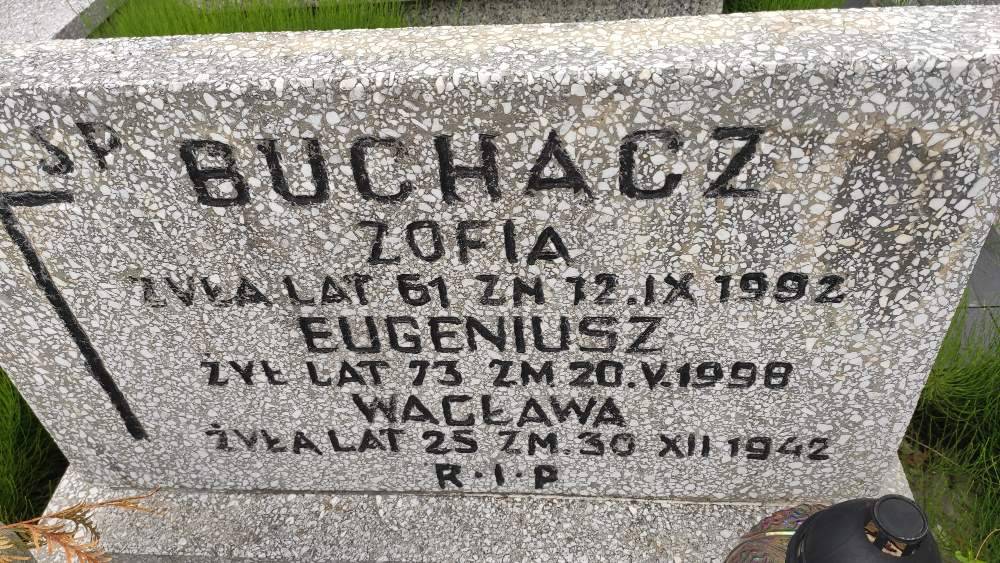 ŚP
BUCHACZ
ZOFIA
ŻYŁA LAT 61 ZM 12.IX 1992
EUGENIUSZ
ŻYŁ LAT 73 ZM 20.V.1998
WACŁAWA
ŻYŁA LAT 25 ZM.30 XII 1942
R.I.P